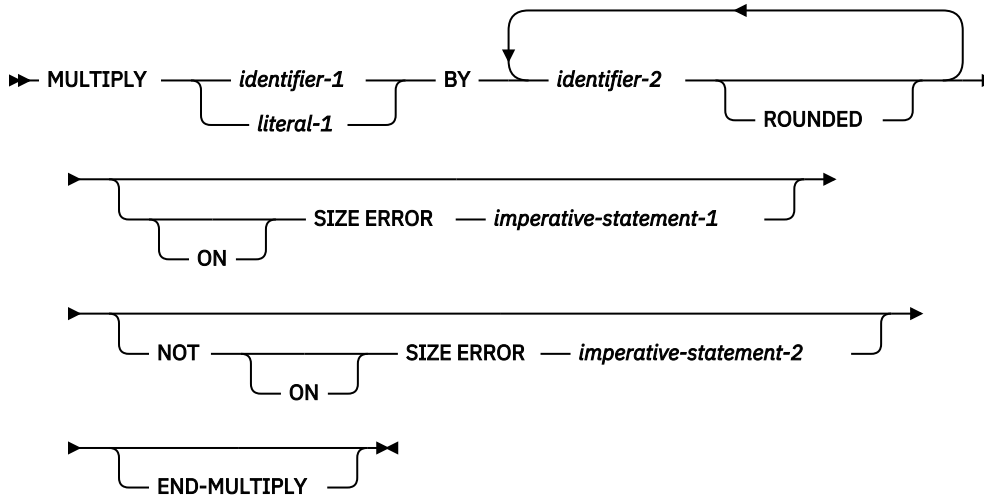 MULTIPLY identifier-1 BY identifier-2
literal-1 ROUNDED
SIZE ERROR imperative-statement-1
ON
NOT SIZE ERROR imperative-statement-2
ON
END-MULTIPLY